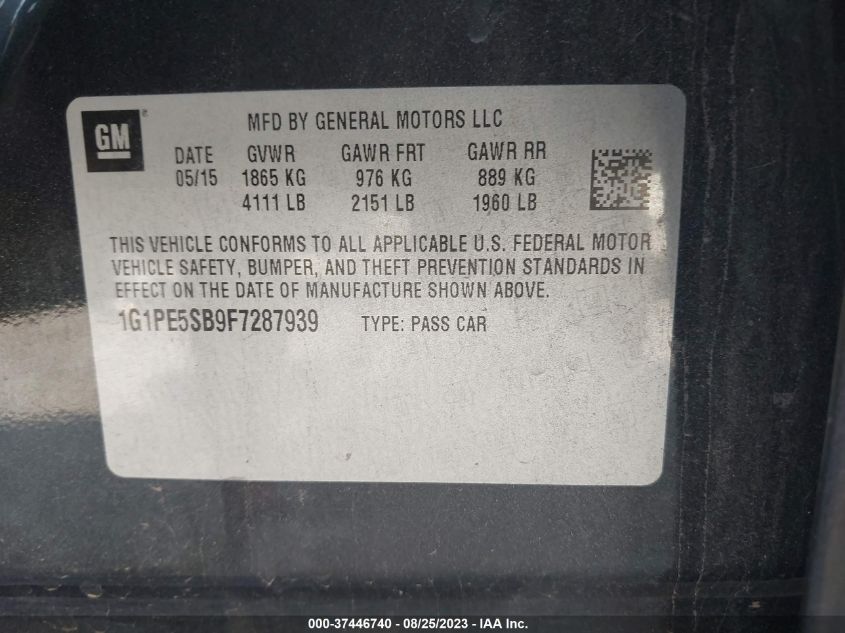 GM ®
MFD BY GENERAL MOTORS LLC
DATE GVWR GAWR FRT GAWR RR
05/15 1865 KG 976 KG 889 KG
4111 LB 2151 LB 1960 LB
THIS VEHICLE CONFORMS TO ALL APPLICABLE U.S. FEDERAL MOTOR
VEHICLE SAFETY, BUMPER, AND THEFT PREVENTION STANDARDS IN
EFFECT ON THE DATE OF MANUFACTURE SHOWN ABOVE.
1G1PE5SB9F7287939 TYPE: PASS CAR
000-37446740 - 08/25/2023 - IAA Inc.